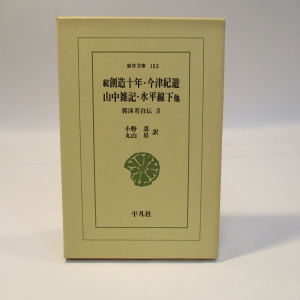 東洋文庫 153
続創造十年・今津紀遊
山中雑記・水平線下他
郭沫若自伝 3
小野 忍
丸山 昇 訳
平凡社